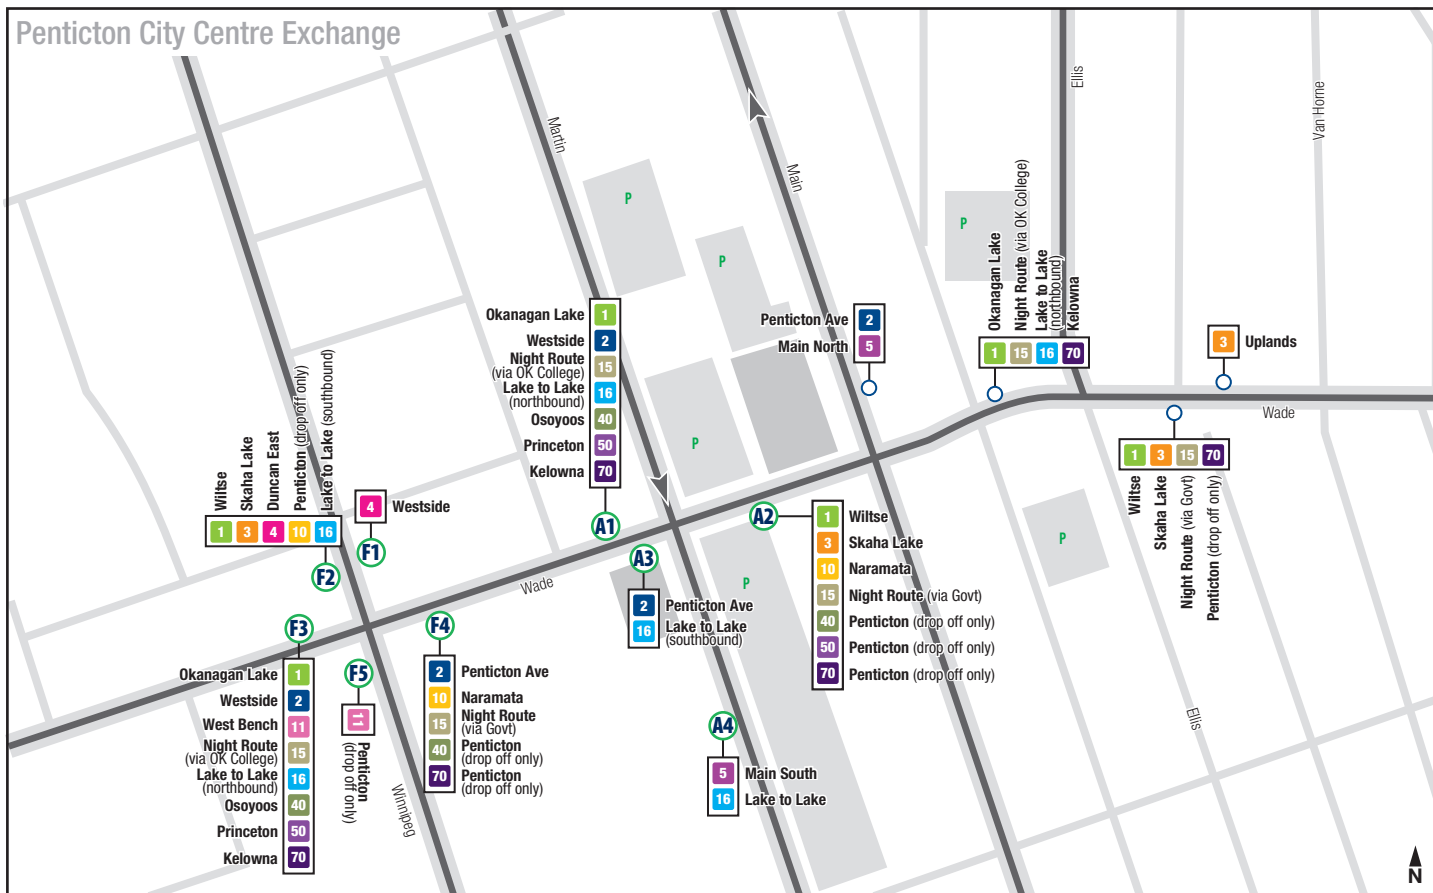 Penticton City Centre Exchange
Martin
Main
Ellis
Van Horne
P
P
P
P
P
P
Okanagan Lake 1
Westside 2
Night Route
(via OK College) 15
Lake to Lake
(northbound) 16
Osoyoos 40
Princeton 50
Kelowna 70
A1
Penticton Ave 2
Main North 5
Okanagan Lake
Night Route (via OK College)
Lake to Lake
(northbound)
Kelowna
1 15 16 70
3 Uplands
Wade
1 3 15 70
Wiltse
Skaha Lake
Night Route (via Govt)
Penticton (drop off only)
Wiltse
Skaha Lake
Duncan East
Penticton (drop off only)
Lake to Lake (southbound)
1 3 4 10 16
F2
4 Westside
F1
Wade
A2
1 Wiltse
3 Skaha Lake
10 Naramata
15 Night Route (via Govt)
40 Penticton (drop off only)
50 Penticton (drop off only)
70 Penticton (drop off only)
A3
2 Penticton Ave
16 Lake to Lake
(southbound)
F3
Okanagan Lake 1
Westside 2
West Bench 11
Night Route
(via OK College) 15
Lake to Lake
(northbound) 16
Osoyoos 40
Princeton 50
Kelowna 70
F5
11
Penticton
(drop off only)
F4
2 Penticton Ave
10 Naramata
15 Night Route
(via Govt)
40 Penticton
(drop off only)
70 Penticton
(drop off only)
Winnipeg
A4
5 Main South
16 Lake to Lake
Ellis
N